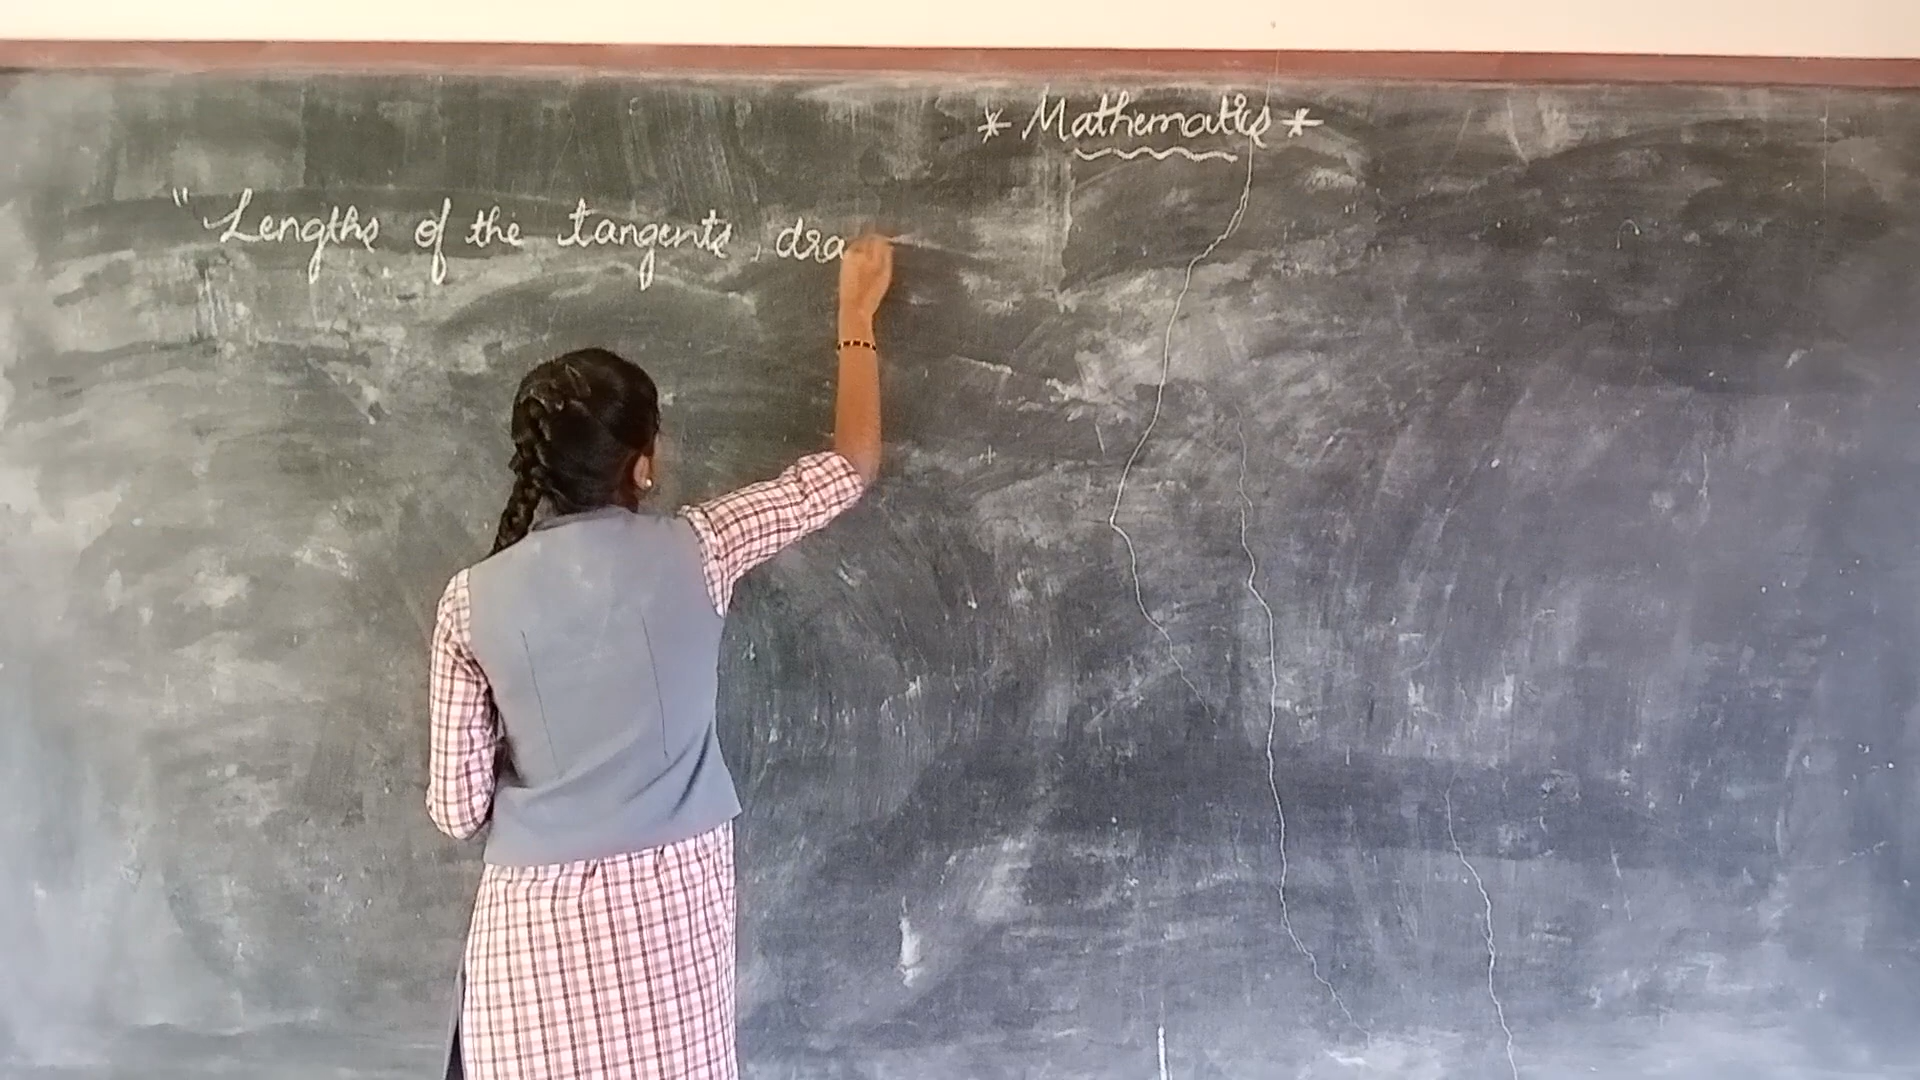 * Mathematics *
" Lengths of the tangents, dra